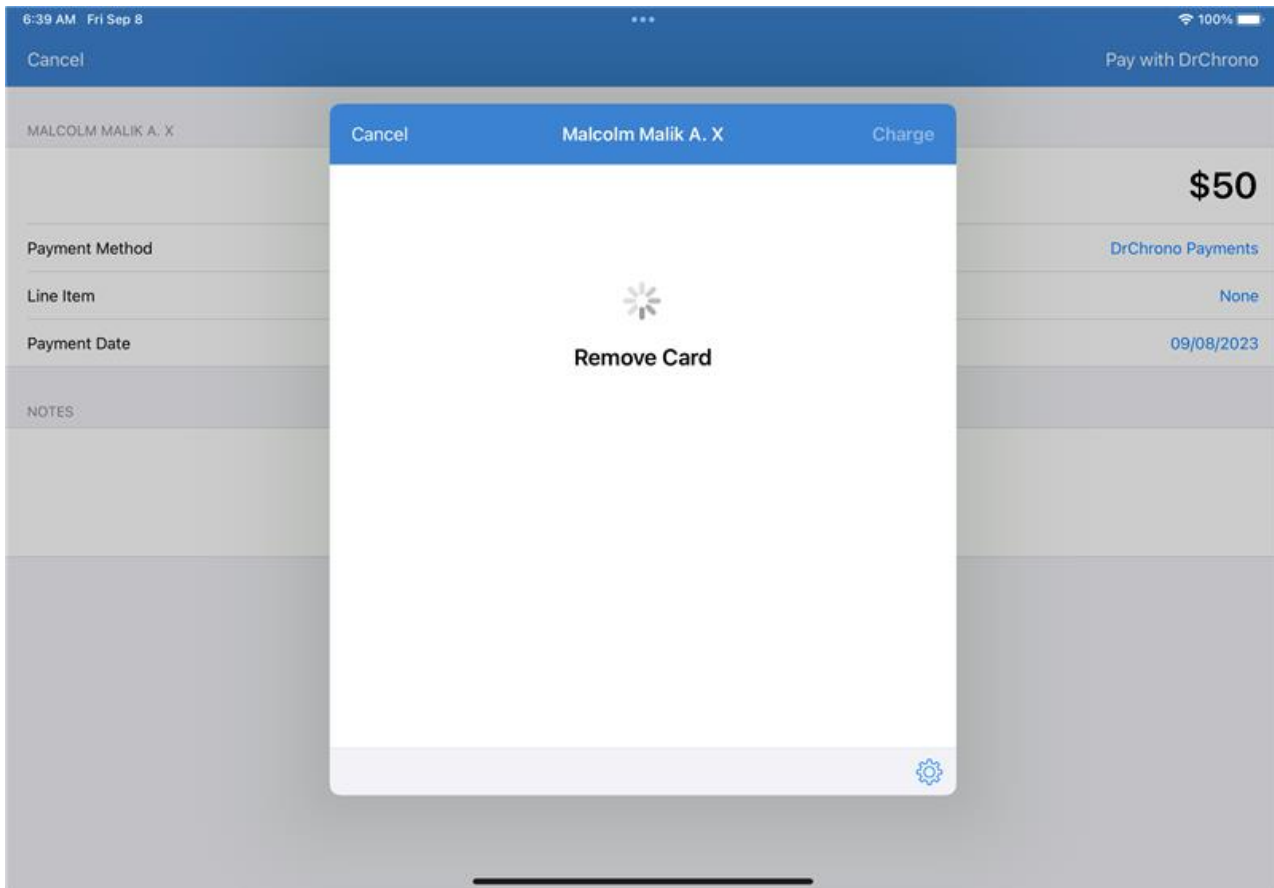 6:39 AM Fri Sep 8
100%
Cancel
Pay with DrChrono
MALCOLM MALIK A. X
Cancel
Malcolm Malik A. X
Charge
$50
Payment Method
DrChrono Payments
Line Item
None
Remove Card
Payment Date
09/08/2023
NOTES